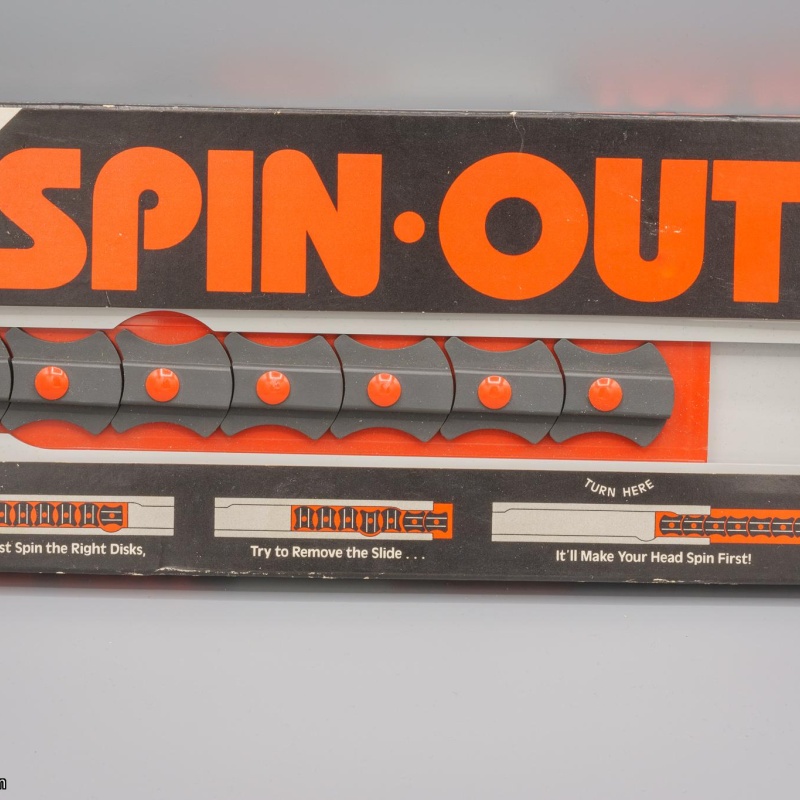 SPIN·OUT
TURN HERE
st Spin the Right Disks,
Try to Remove the Slide . . .
It'll Make Your Head Spin First!